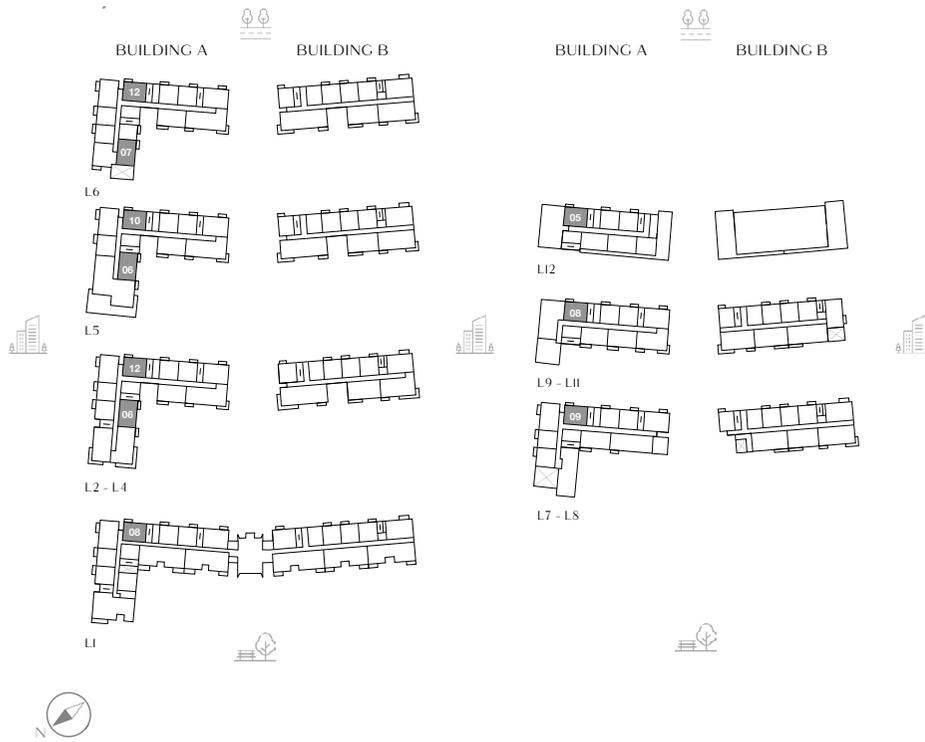 BUILDING A BUILDING B
12
07
L6
10
06
L5
12
06
L2 - L4
08
L1
BUILDING A BUILDING B
05
L12
08
L9 - L11
09
L7 - L8
N